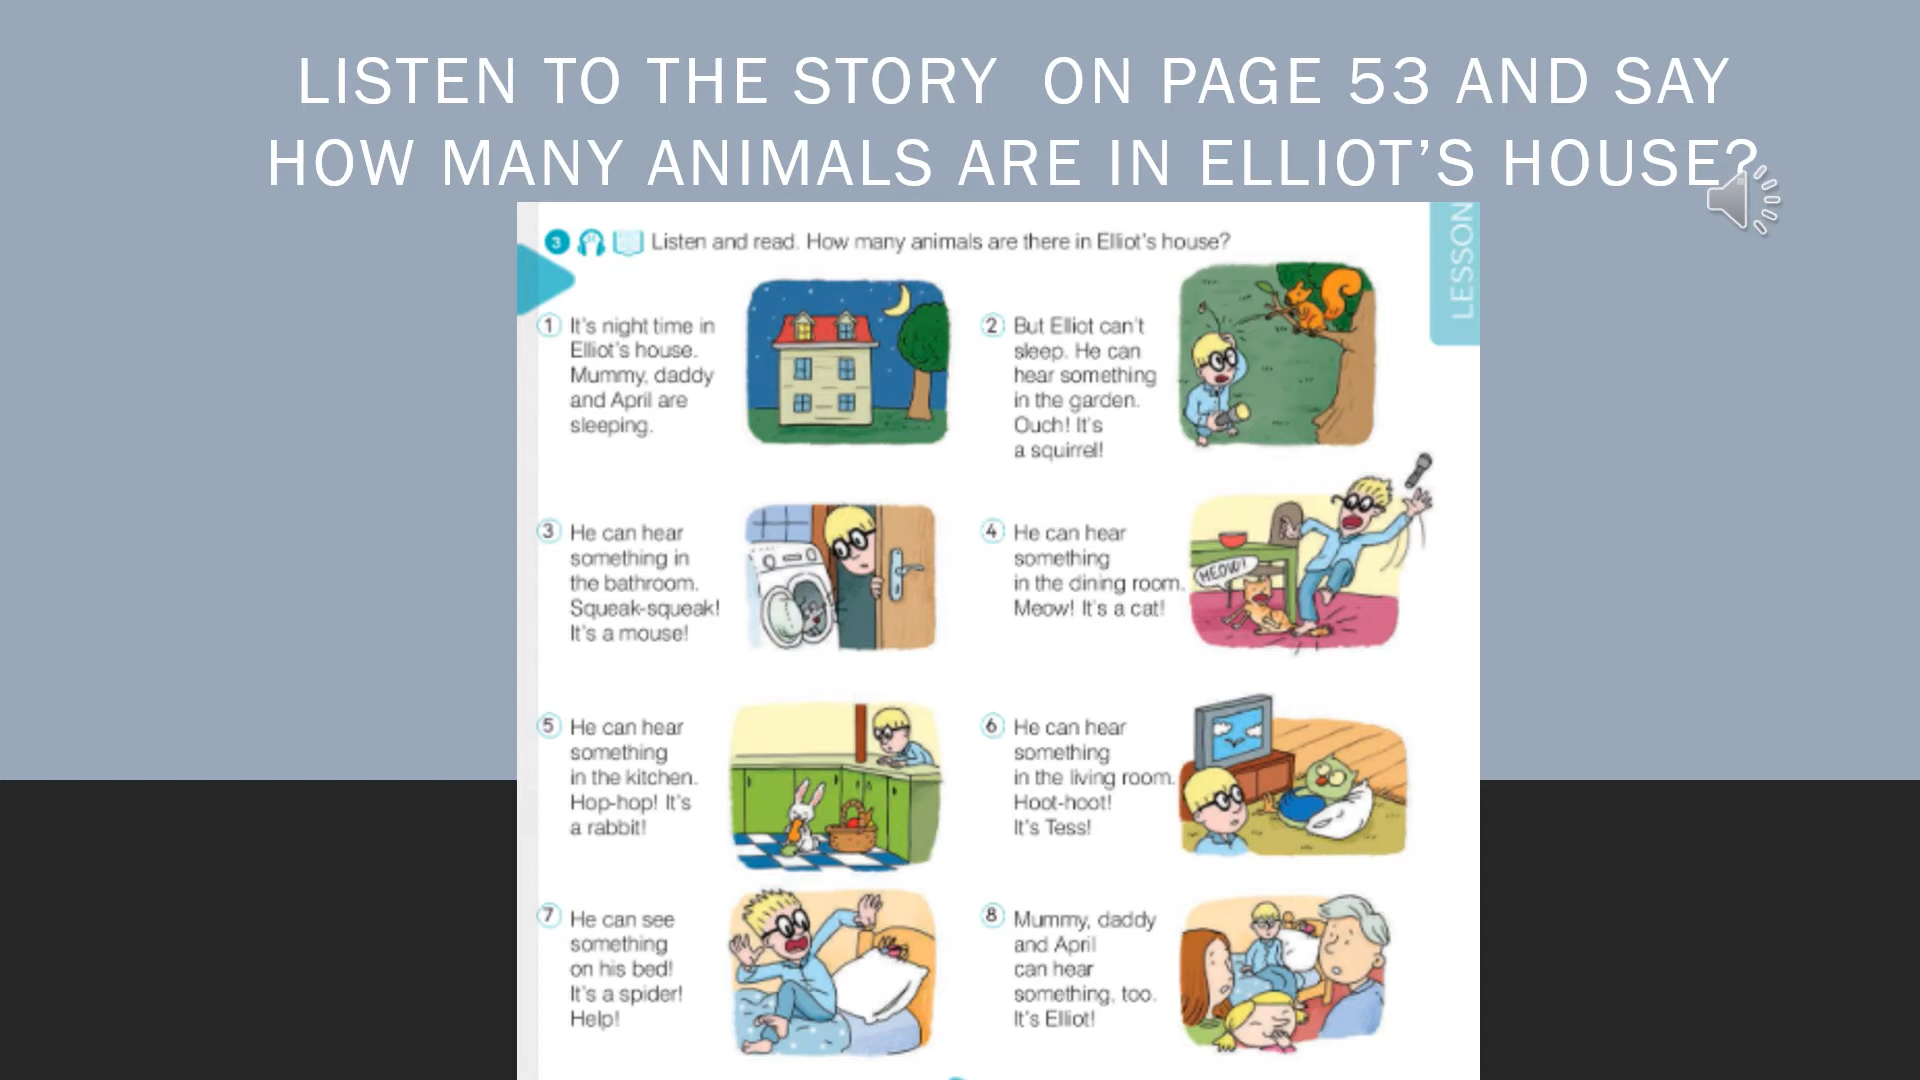 LISTEN TO THE STORY ON PAGE 53 AND SAY
HOW MANY ANIMALS ARE IN ELLIOT’S HOUSE?
LESSON
3 Listen and read. How many animals are there in Elliot's house?
1 It's night time in
Elliot's house.
Mummy, daddy
and April are
sleeping.
2 But Elliot can't
sleep. He can
hear something
in the garden.
Ouch! It's
a squirrel!
3 He can hear
something in
the bathroom.
Squeak-squeak!
It's a mouse!
4 He can hear
something
in the dining room.
Meow! It's a cat!
MEOW!
5 He can hear
something
in the kitchen.
Hop-hop! It's
a rabbit!
6 He can hear
something
in the living room.
Hoot-hoot!
It's Tess!
7 He can see
something
on his bed!
It's a spider!
Help!
8 Mummy, daddy
and April
can hear
something, too.
It's Elliot!